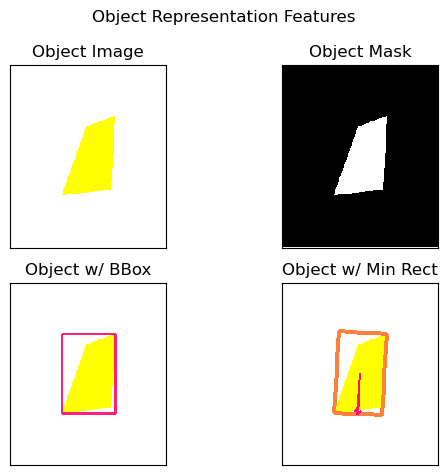 Object Representation Features
Object Image
Object Mask
Object w/ BBox
Object w/ Min Rect